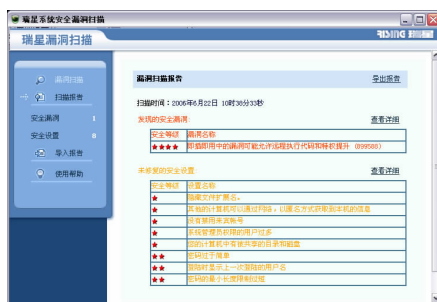 瑞星系统安全漏洞扫描
瑞星漏洞扫描
RISING 瑞星
漏洞扫描
扫描报告
安全漏洞 1
安全设置 8
导入报告
使用帮助
漏洞扫描报告 导出报告
扫描时间：2006年6月22日 10时38分33秒
发现的安全漏洞 查看详细
安全等级 漏洞名称
★★★★ 即插即用中的漏洞可能允许远程执行代码和特权提升 (899588)
未修复的安全设置 查看详细
安全等级 设置名称
★ 隐藏文件扩展名。
★ 其他的计算机可以通过网络，以匿名方式获取到本机的信息
★ 没有禁用来宾帐号
★ 系统管理员权限的用户过多
★ 您的计算机中有被共享的目录和磁盘
★★ 密码过于简单
★★ 登陆时显示上一次登陆的用户名
★★ 密码的最小长度限制过短